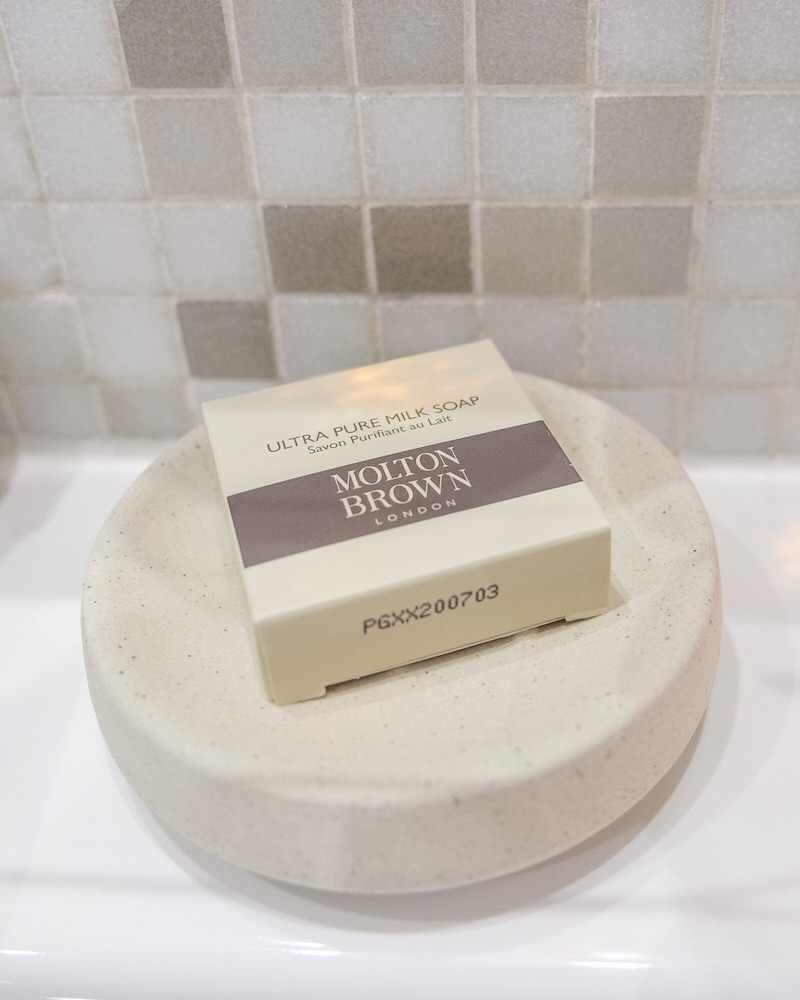 ULTRA PURE MILK SOAP
Savon Purifiant au Lait
MOLTON
BROWN
LONDON
PGXX200703